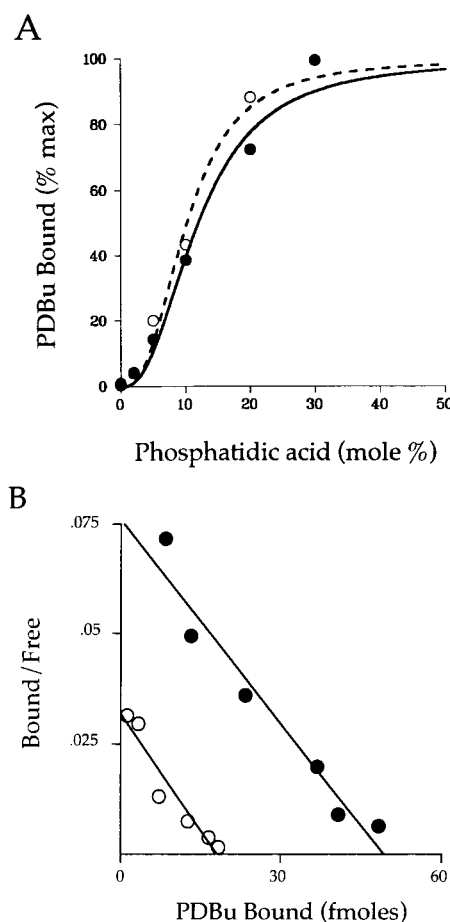 A
PDBu Bound (% max)
100
80
60
40
20
0
0 10 20 30 40 50
Phosphatidic acid (mole %)
B
Bound/Free
.075
.05
.025
0 30 60
PDBu Bound (fmoles)